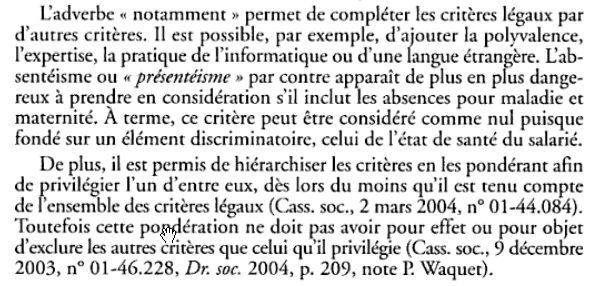 L'adverbe « notamment » permet de compléter les critères légaux par
d'autres critères. Il est possible, par exemple, d'ajouter la polyvalence,
l'expertise, la pratique de l'informatique ou d'une langue étrangère. L'ab-
sentéisme ou « présentéisme » par contre apparaît de plus en plus dange-
reux à prendre en considération s'il inclut les absences pour maladie et
maternité. À terme, ce critère peut être considéré comme nul puisque
fondé sur un élément discriminatoire, celui de l'état de santé du salarié.
De plus, il est permis de hiérarchiser les critères en les pondérant afin
de privilégier l'un d'entre eux, dès lors du moins qu'il est tenu compte
de l'ensemble des critères légaux (Cass. soc., 2 mars 2004, n° 01-44.084).
Toutefois cette pondération ne doit pas avoir pour effet ou pour objet
d'exclure les autres critères que celui qu'il privilégie (Cass. soc., 9 décembre
2003, n° 01-46.228, Dr. soc. 2004, p. 209, note P. Waquet).